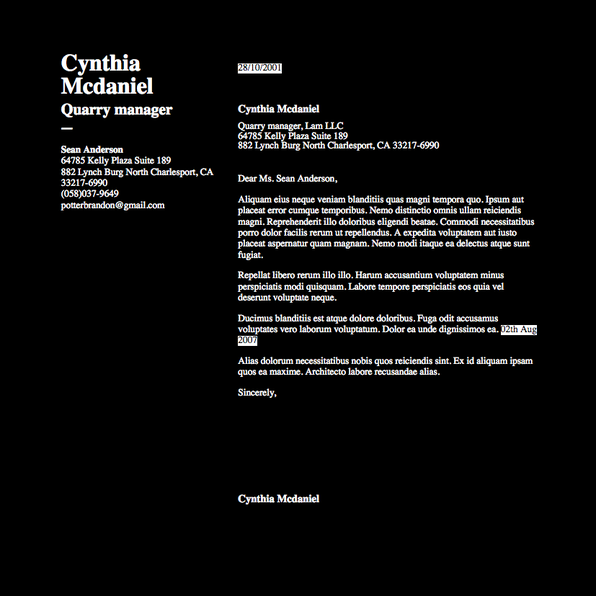 Cynthia
Mcdaniel
Quarry manager
Sean Anderson
64785 Kelly Plaza Suite 189
882 Lynch Burg North Charlesport, CA
33217-6990
(058)037-9649
potterbrandon@gmail.com
28/10/2001
Cynthia Mcdaniel
Quarry manager, Lam LLC
64785 Kelly Plaza Suite 189
882 Lynch Burg North Charlesport, CA 33217-6990
Dear Ms. Sean Anderson,
Aliquam eius neque veniam blanditiis quas magni tempora quo. Ipsum aut
placeat error cumque temporibus. Nemo distinctio omnis ullam reiciendis
magni. Reprehenderit illo doloribus eligendi beatae. Commodi necessitatibus
porro dolor facilis rerum ut repellendus. A expedita voluptatem aut iusto
placeat aspernatur quam magnam. Nemo modi itaque ea delectus atque sunt
fugiat.
Repellat libero rerum illo illo. Harum accusantium voluptatem minus
perspiciatis modi quisquam. Labore tempore perspiciatis eos quia vel
deserunt voluptate neque.
Ducimus blanditiis est atque dolore doloribus. Fuga odit accusamus
voluptates vero laborum voluptatum. Dolor ea unde dignissimos ea. 02th Aug
2007
Alias dolorum necessitatibus nobis quos reiciendis sint. Ex id aliquam ipsam
quos ea maxime. Architecto labore recusandae alias.
Sincerely,
Cynthia Mcdaniel